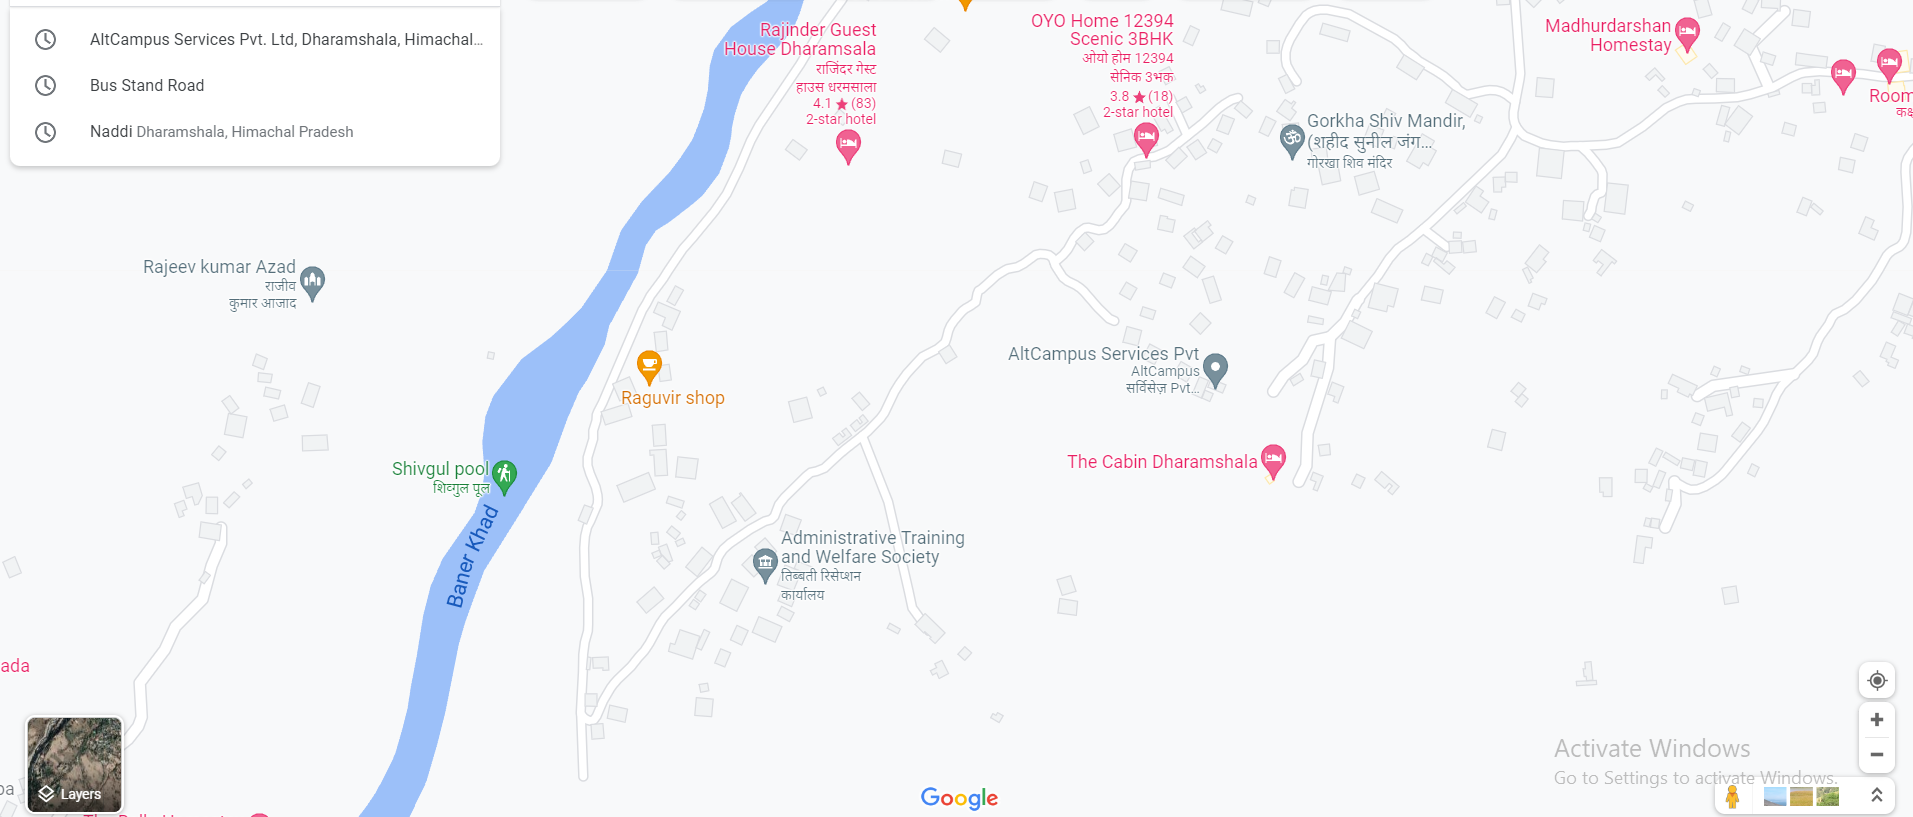 AltCampus Services Pvt. Ltd, Dharamshala, Himachal...
Bus Stand Road
Naddi Dharamshala, Himachal Pradesh
Rajinder Guest
House Dharamsala
राजिंदर गेस्ट
हाउस धरमसाला
4.1 ★ (83)
2-star hotel
OYO Home 12394
Scenic 3BHK
ओयो होम 12394
सेनिक 3भक
3.8 ★ (18)
2-star hotel
Madhurdarshan
Homestay
Room
कक्ष
Gorkha Shiv Mandir,
(शहीद सुनील जंग...
गोरखा शिव मंदिर
Rajeev kumar Azad
राजीव
कुमार आजाद
Raguvir shop
AltCampus Services Pvt
AltCampus
सर्विसेज़ Pvt...
The Cabin Dharamshala
Shivgul pool
शिव्गुल पूल
Baner Khad
Administrative Training
and Welfare Society
तिब्बती रिसेप्शन
कार्यालय
ada
Layers
Google
Activate Windows
Go to Settings to activate Windows.